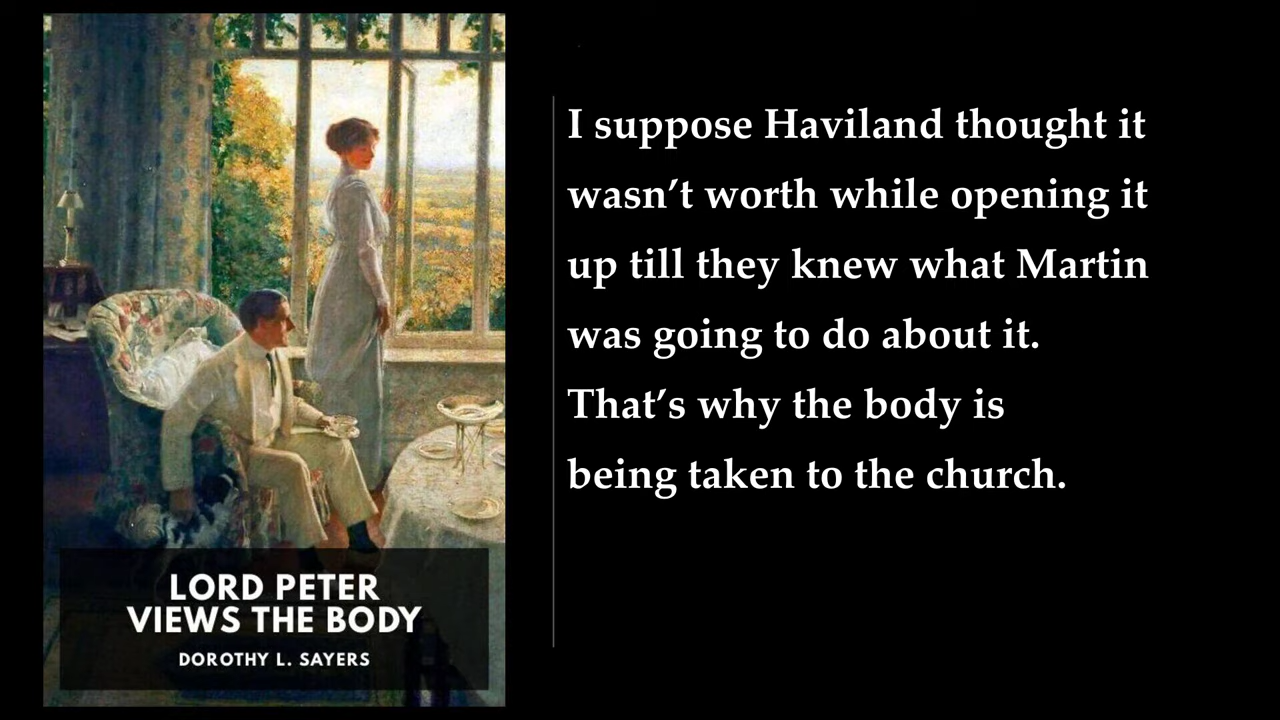 LORD PETER
VIEWS THE BODY
DOROTHY L. SAYERS
I suppose Haviland thought it
wasn’t worth while opening it
up till they knew what Martin
was going to do about it.
That’s why the body is
being taken to the church.